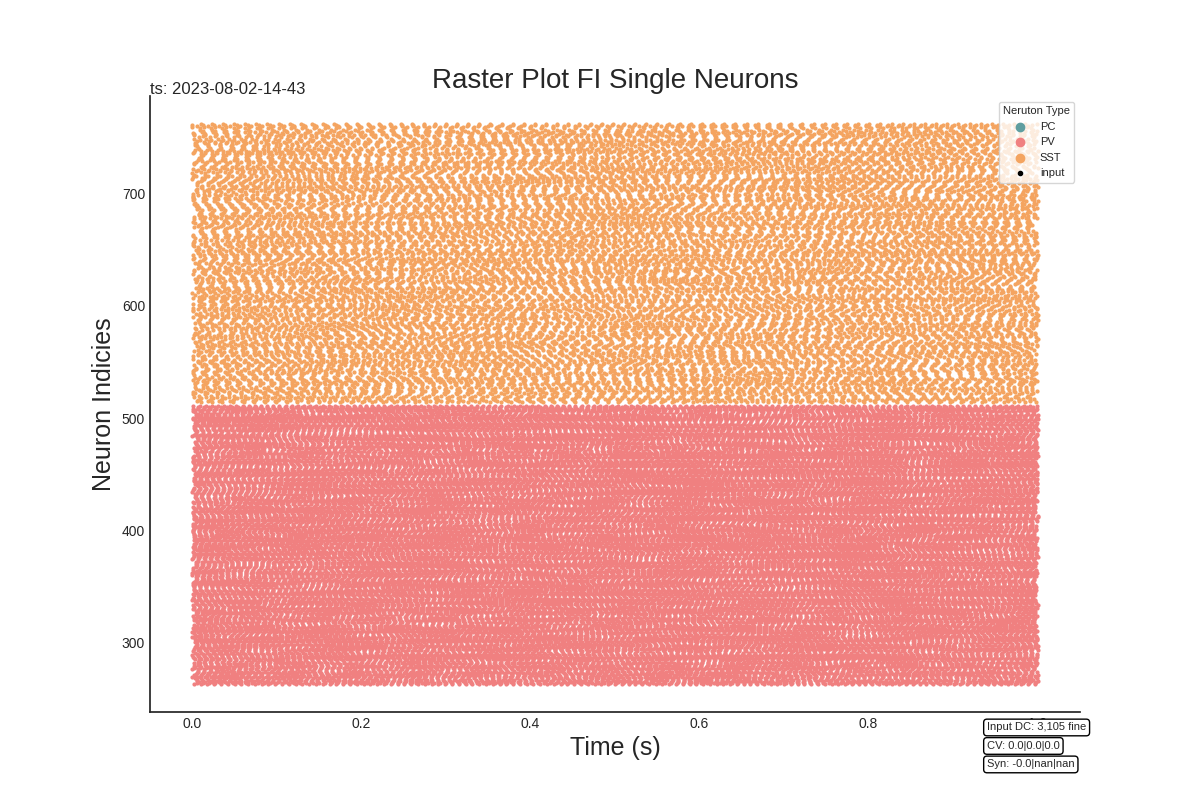 Raster Plot FI Single Neurons
ts: 2023-08-02-14-43
Neruton Type
PC
PV
SST
input
700
600
500
400
300
Neuron Indicies
0.0 0.2 0.4 0.6 0.8
Time (s)
Input DC: 3,105 fine
CV: 0.0|0.0|0.0
Syn: -0.0|nan|nan